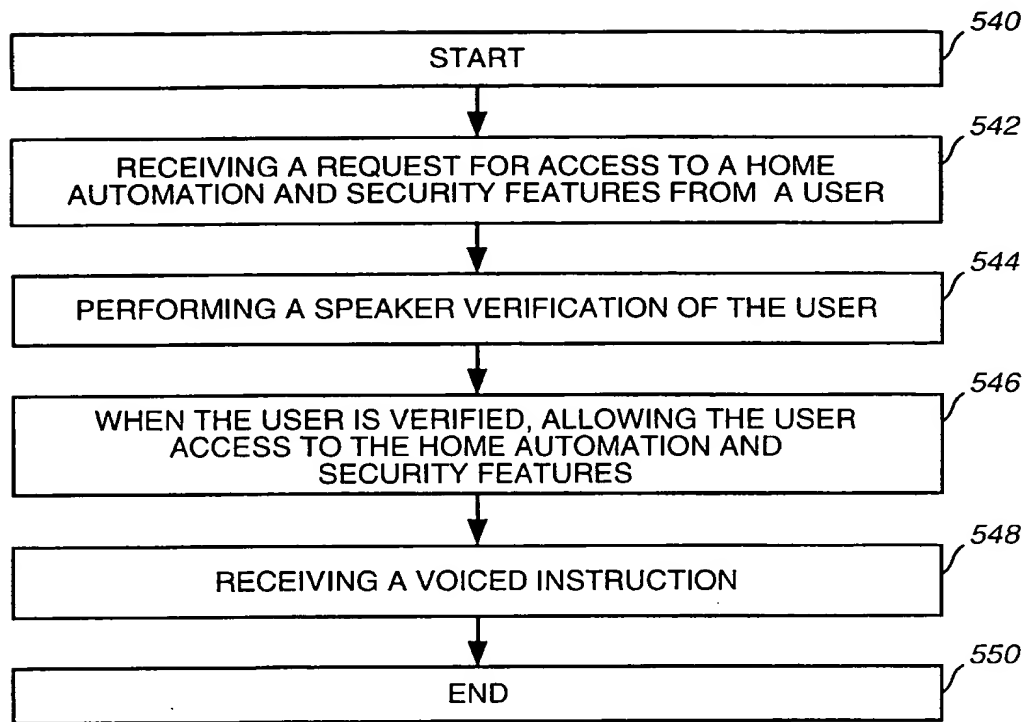 540
START
542
RECEIVING A REQUEST FOR ACCESS TO A HOME
AUTOMATION AND SECURITY FEATURES FROM A USER
544
PERFORMING A SPEAKER VERIFICATION OF THE USER
546
WHEN THE USER IS VERIFIED, ALLOWING THE USER
ACCESS TO THE HOME AUTOMATION AND
SECURITY FEATURES
548
RECEIVING A VOICED INSTRUCTION
550
END